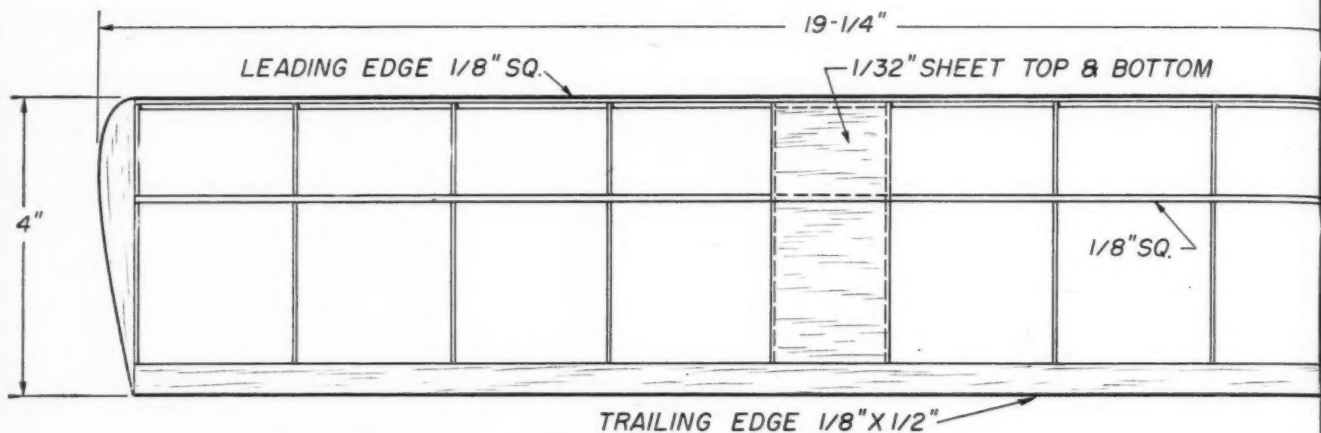 19-1/4"
LEADING EDGE 1/8" SQ.
1/32" SHEET TOP & BOTTOM
4"
1/8" SQ.
TRAILING EDGE 1/8" X 1/2"